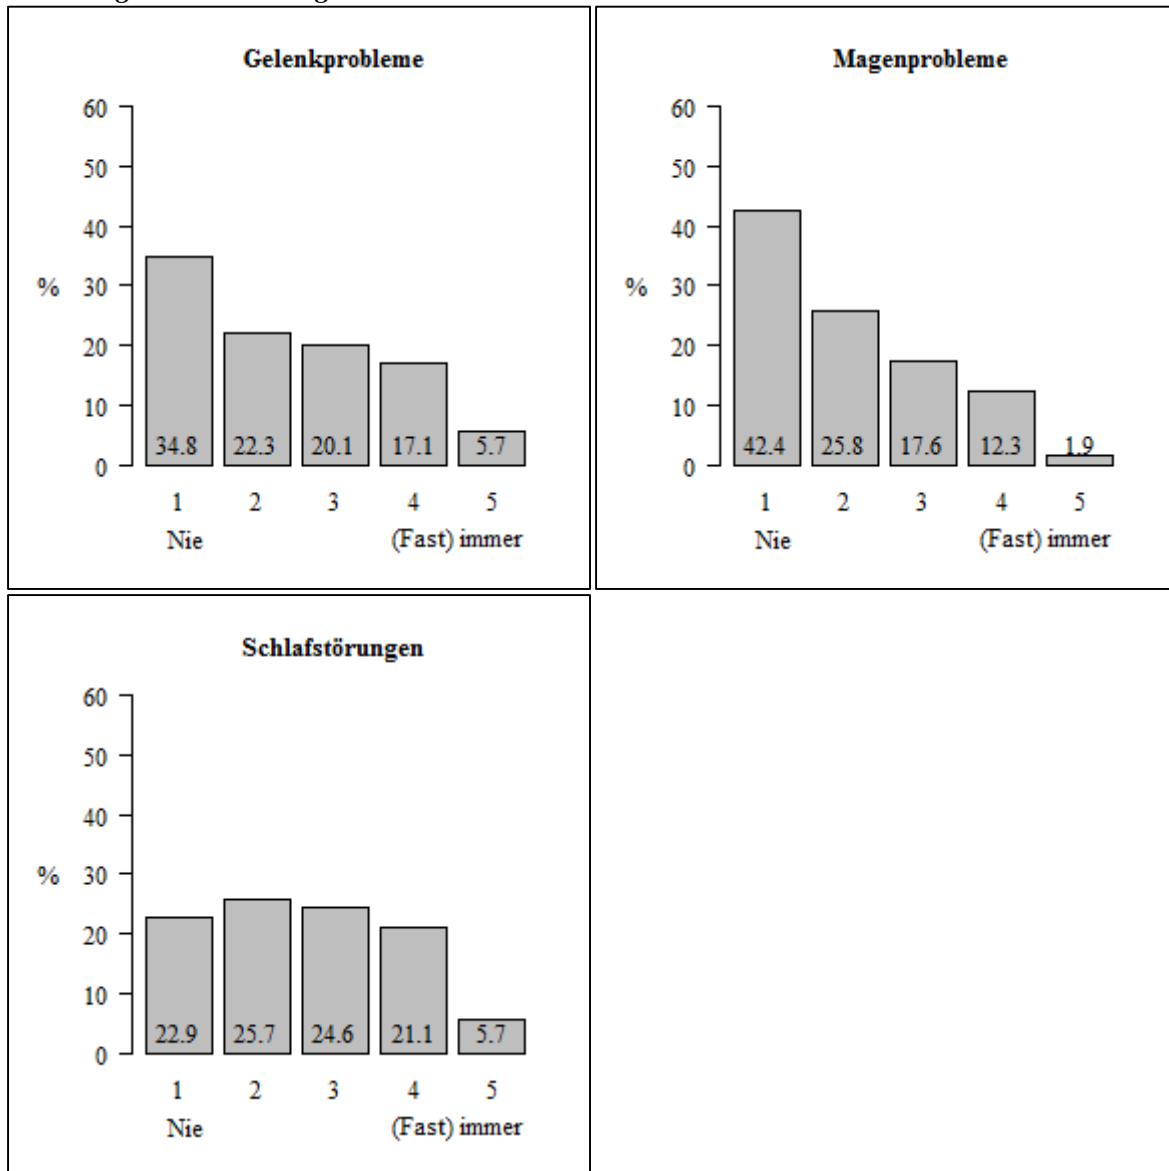 Gelenkprobleme
60
50
40
% 30
20
10
0
34.8 22.3 20.1 17.1 5.7
1 2 3 4 5
Nie (Fast) immer
Magenprobleme
60
50
40
% 30
20
10
0
42.4 25.8 17.6 12.3 1.9
1 2 3 4 5
Nie (Fast) immer
Schlafstörungen
60
50
40
% 30
20
10
0
22.9 25.7 24.6 21.1 5.7
1 2 3 4 5
Nie (Fast) immer